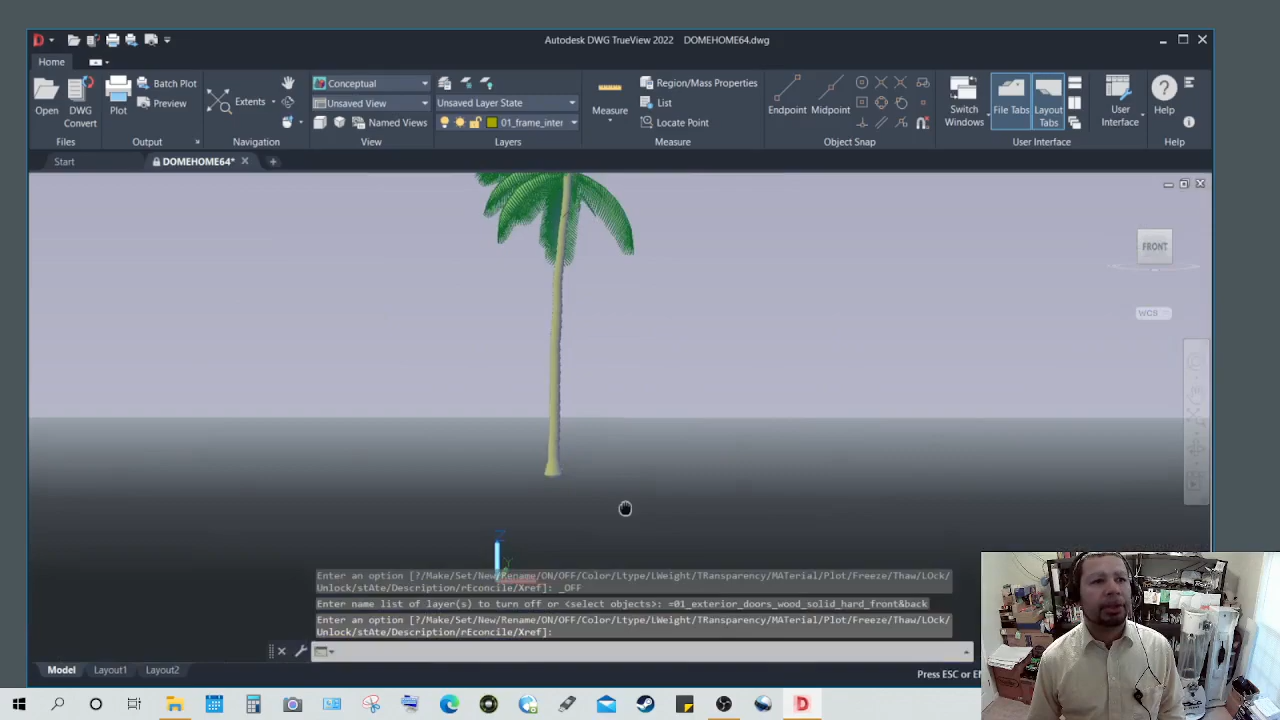 Autodesk DWG TrueView 2022 DOMEHOME64.dwg
Home
Open
DWG
Convert
Files
Plot
Batch Plot
Preview
Output
Extents
Navigation
Conceptual
Unsaved View
Named Views
View
Unsaved Layer State
01_frame_inter
Layers
Measure
Region/Mass Properties
List
Locate Point
Measure
Endpoint
Midpoint
Object Snap
Switch
Windows
File Tabs
Layout
Tabs
User
Interface
User Interface
Help
Help
Start
DOMEHOME64*
FRONT
WCS
Enter an option [?/Make/Set/New/Rename/ON/OFF/Color/Ltype/LWeight/TRansparency/MATerial/Plot/Freeze/Thaw/LOck/
Unlock/stAte/Description/rEconcile/Xref]: _OFF
Enter name list of layer(s) to turn off or <select objects>: =01_exterior_doors_wood_solid_hard_front&back
Enter an option [?/Make/Set/New/Rename/ON/OFF/Color/Ltype/LWeight/TRansparency/MATerial/Plot/Freeze/Thaw/LOck/
Unlock/stAte/Description/rEconcile/Xref]:
Model
Layout1
Layout2
Press ESC or